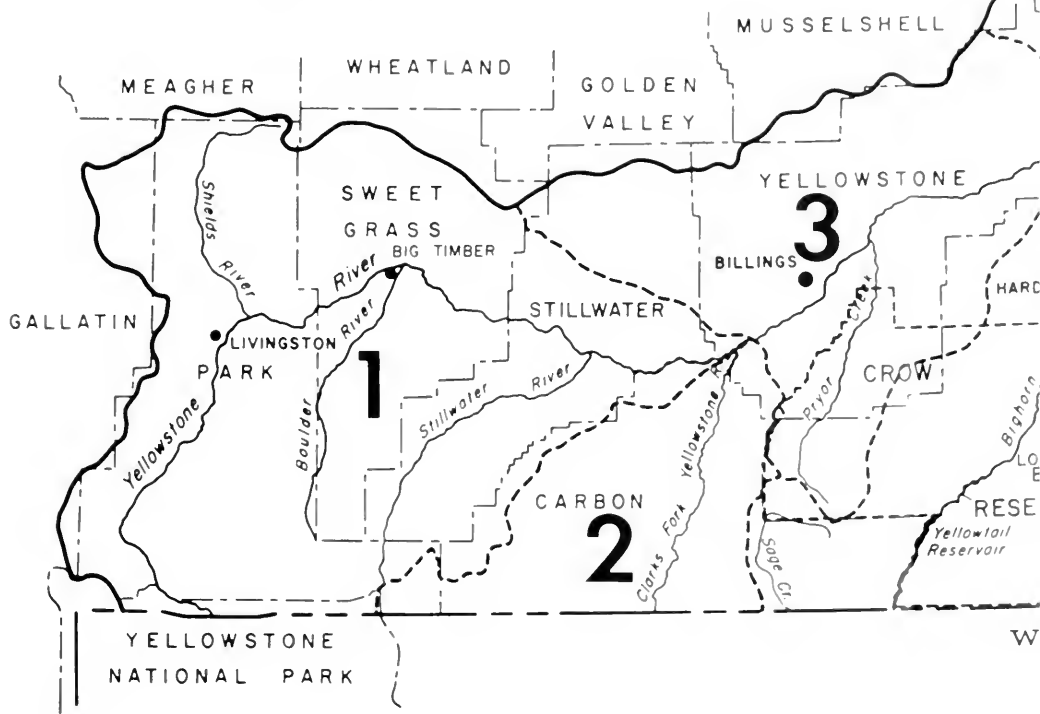 MUSSELSHELL
WHEATLAND
MEAGHER
GOLDEN
VALLEY
YELLOWSTONE
SWEET
GRASS
Shields
River
3
BIG TIMBER
River
BILLINGS
HARD
STILLWATER
GALLATIN
LIVINGSTON
River
Creek
PARK
1
CROW
Stillwater
River
Pryor
Bighorn
Yellowstone
Boulder
Yellowstone
R
LO
CARBON
RESE
2
Clarks Fork
Yellowtail
Reservoir
Sage Cr.
W
YELLOWSTONE
NATIONAL PARK